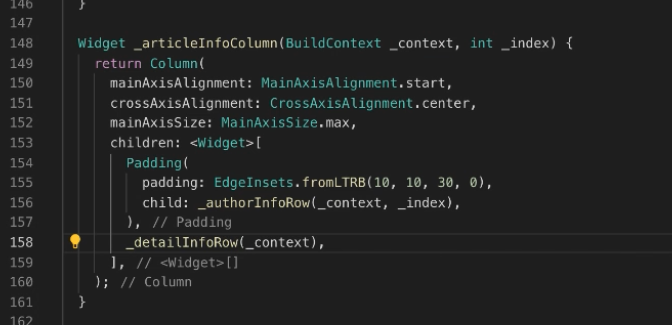 146 }
147
148 Widget _articleInfoColumn(BuildContext _context, int _index) {
149 return Column(
150 mainAxisAlignment: MainAxisAlignment.start,
151 crossAxisAlignment: CrossAxisAlignment.center,
152 mainAxisSize: MainAxisSize.max,
153 children: <Widget>[
154 Padding(
155 padding: EdgeInsets.fromLTRB(10, 10, 30, 0),
156 child: _authorInfoRow(_context, _index),
157 ), // Padding
158 _detailInfoRow(_context),
159 ], // <Widget>[]
160 ); // Column
161 }
162